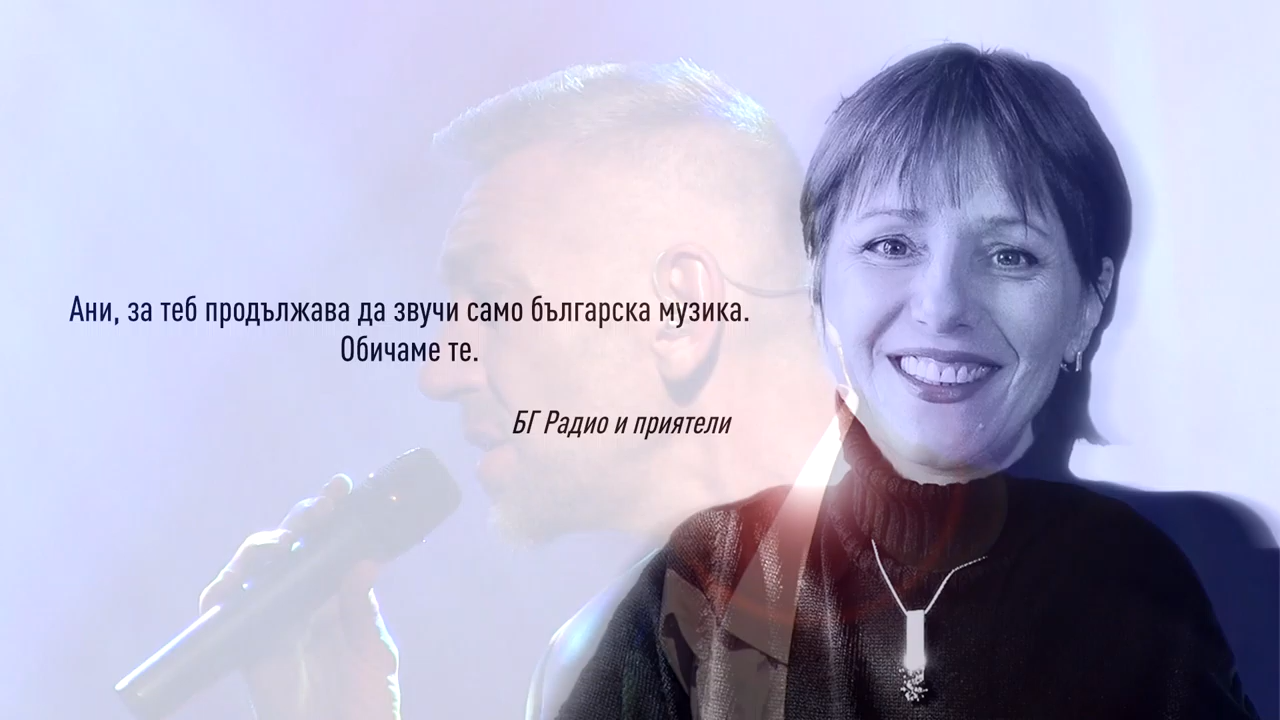 Ани, за теб продължава да звучи само българска музика.
Обичаме те.
БГ Радио и приятели